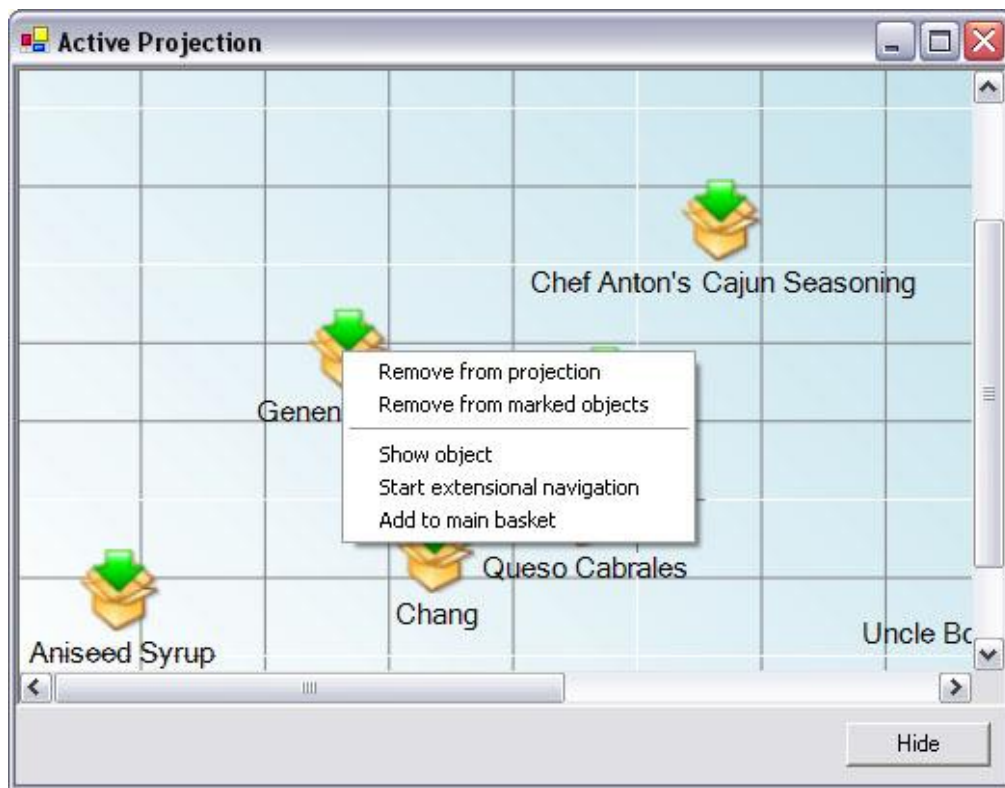 Active Projection
Chef Anton's Cajun Seasoning
Remove from projection
Remove from marked objects
Show object
Start extensional navigation
Add to main basket
Queso Cabrales
Chang
Uncle
Aniseed Syrup
Hide